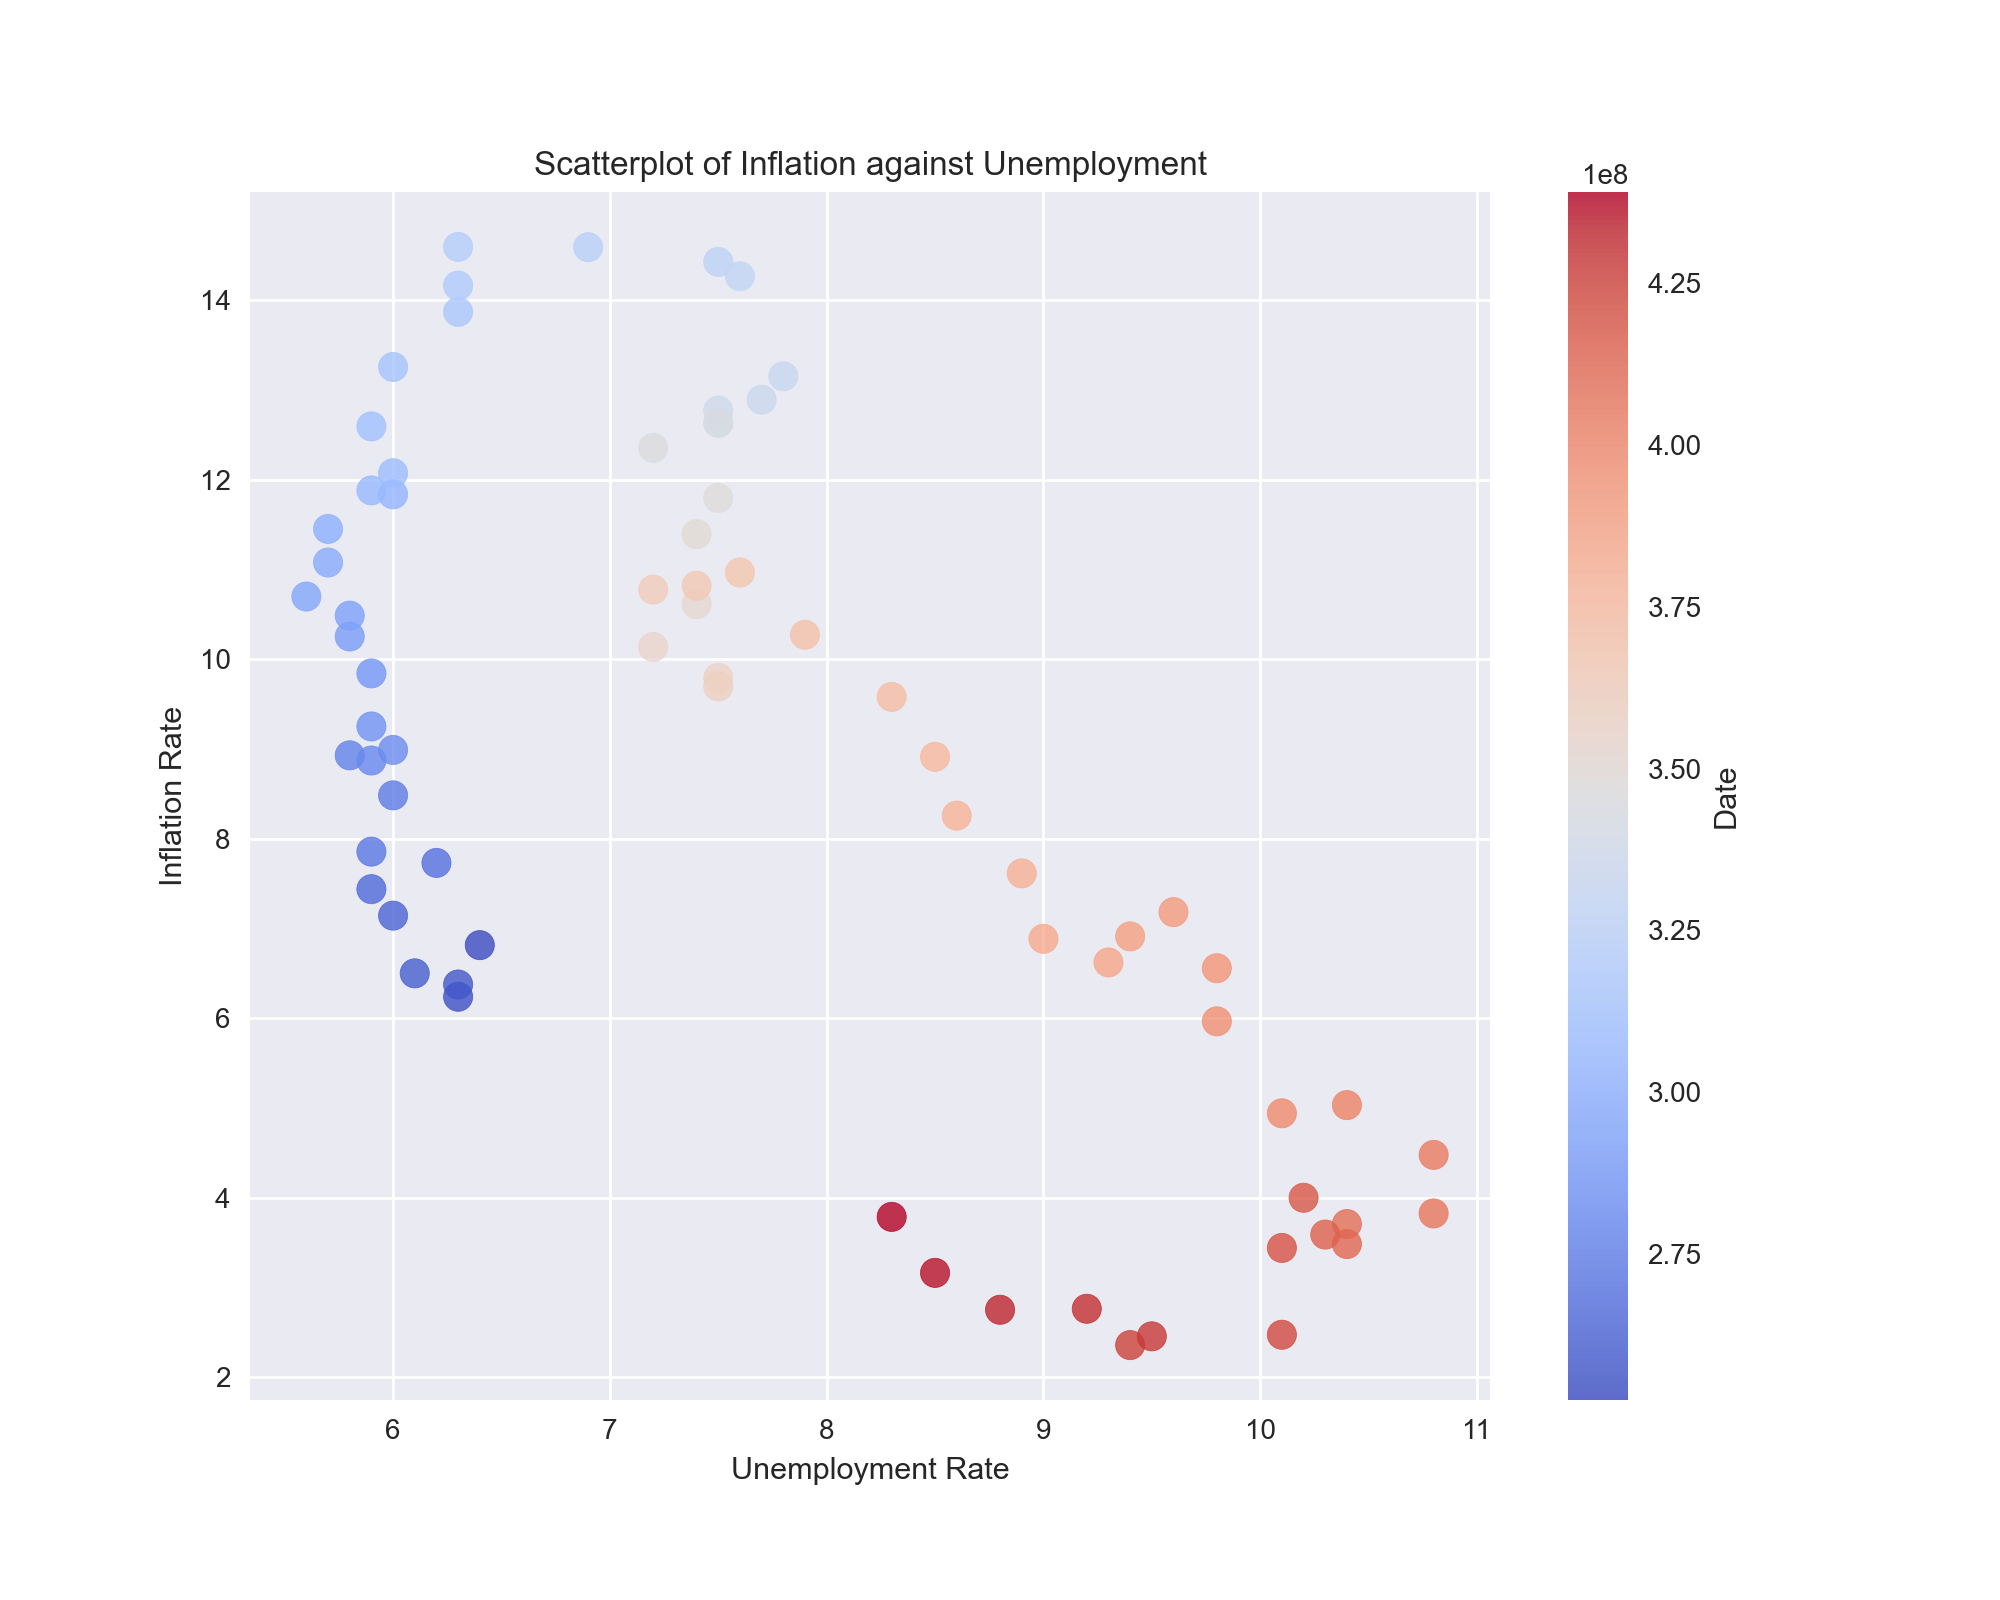 Scatterplot of Inflation against Unemployment
1e8
14
12
10
8
6
4
2
Inflation Rate
6 7 8 9 10 11
Unemployment Rate
4.25
4.00
3.75
3.50
3.25
3.00
2.75
Date